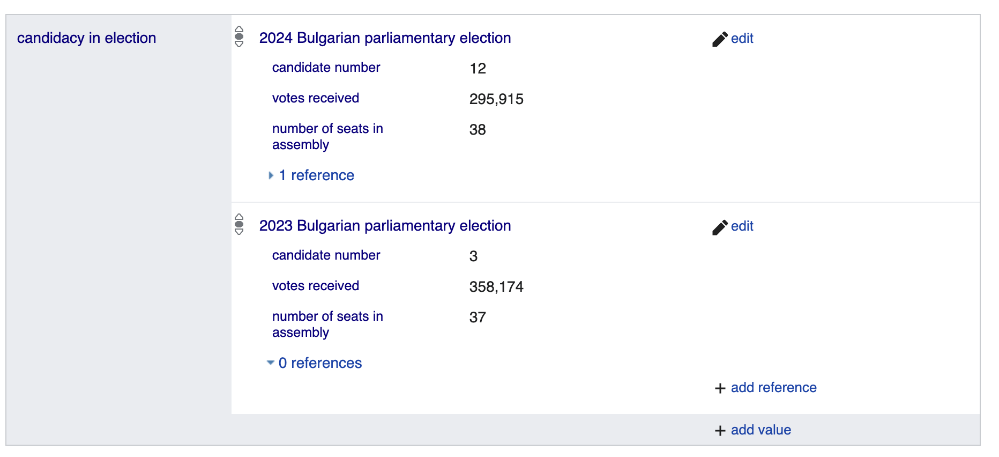 candidacy in election
2024 Bulgarian parliamentary election
edit
candidate number
12
votes received
295,915
number of seats in
assembly
38
1 reference
2023 Bulgarian parliamentary election
edit
candidate number
3
votes received
358,174
number of seats in
assembly
37
0 references
+ add reference
+ add value